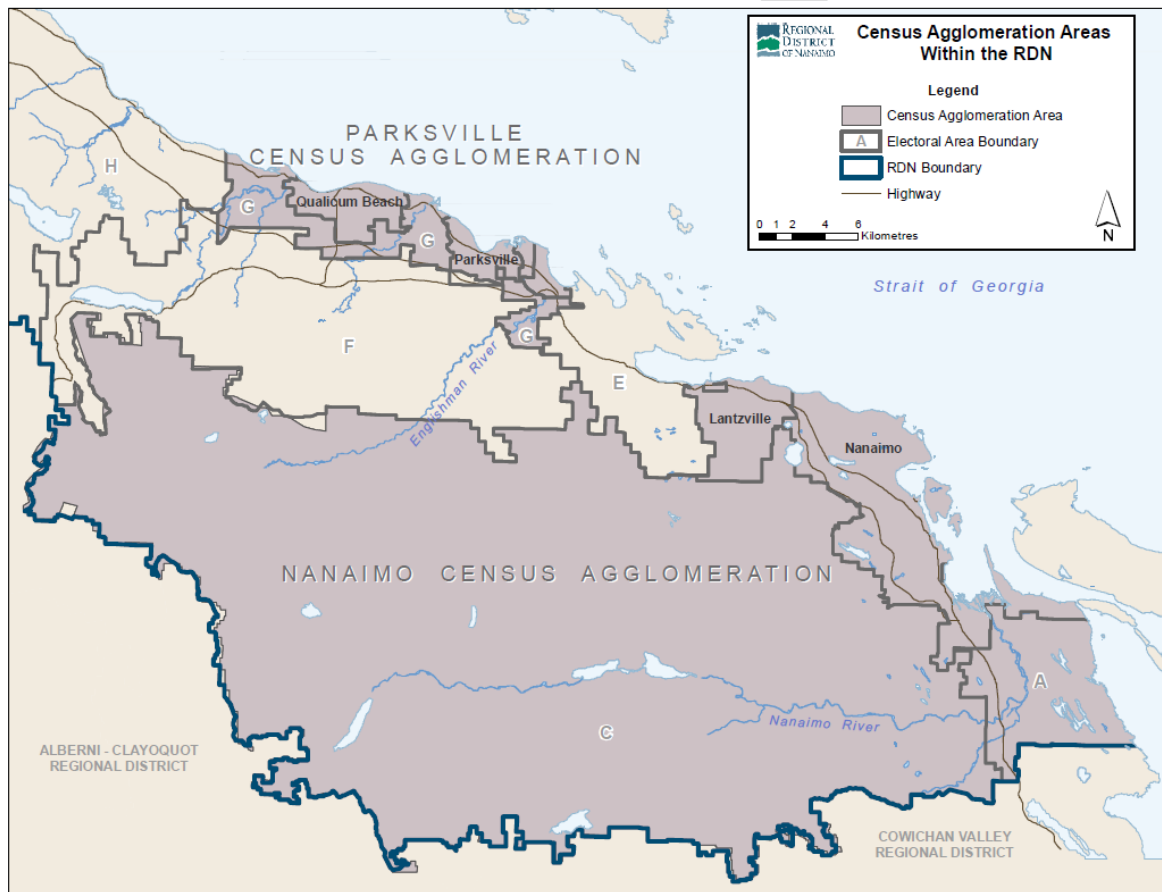 REGIONAL
DISTRICT
OF NANAIMO
Census Agglomeration Areas
Within the RDN
Legend
Census Agglomeration Area
A Electoral Area Boundary
RDN Boundary
Highway
0 1 2 4 6
Kilometres
N
PARKSVILLE
CENSUS AGGLOMERATION
H
G
Qualicum Beach
G
Parksville
Strait of Georgia
G
F
E
Englishman River
Lantzville
Nanaimo
NANAIMO CENSUS AGGLOMERATION
A
Nanaimo River
C
ALBERNI - CLAYOQUOT
REGIONAL DISTRICT
COWICHAN VALLEY
REGIONAL DISTRICT